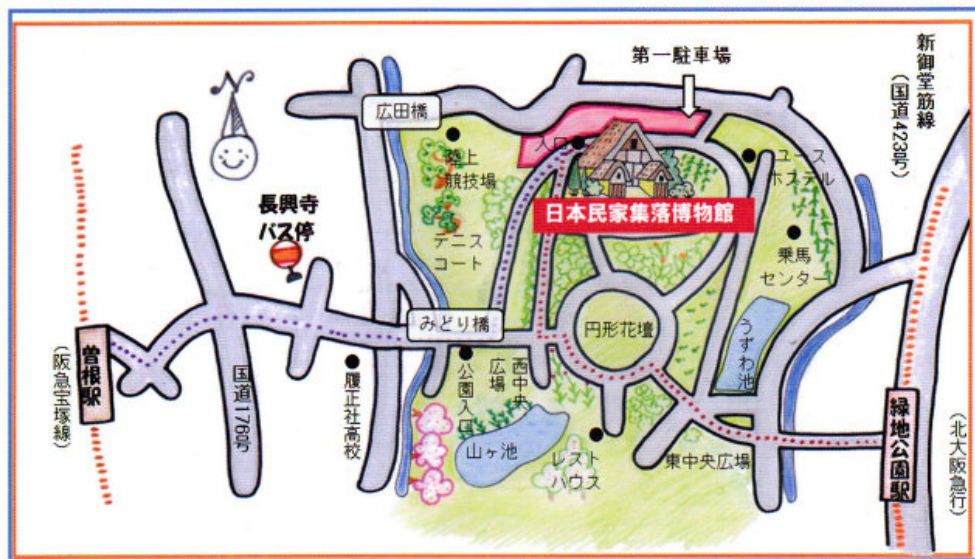 N
第一駐車場
新御堂筋線
(国道423号)
広田橋
入口
陸上
競技場
ユース
ホステル
長興寺
バス停
日本民家集落博物館
テニス
コート
乗馬
センター
みどり橋
円形花壇
うずわ池
曽根駅
(阪急宝塚線)
国道176号
履正社高校
公園入口
西中央
広場
山ヶ池
レスト
ハウス
東中央広場
緑地公園駅
(北大阪急行)